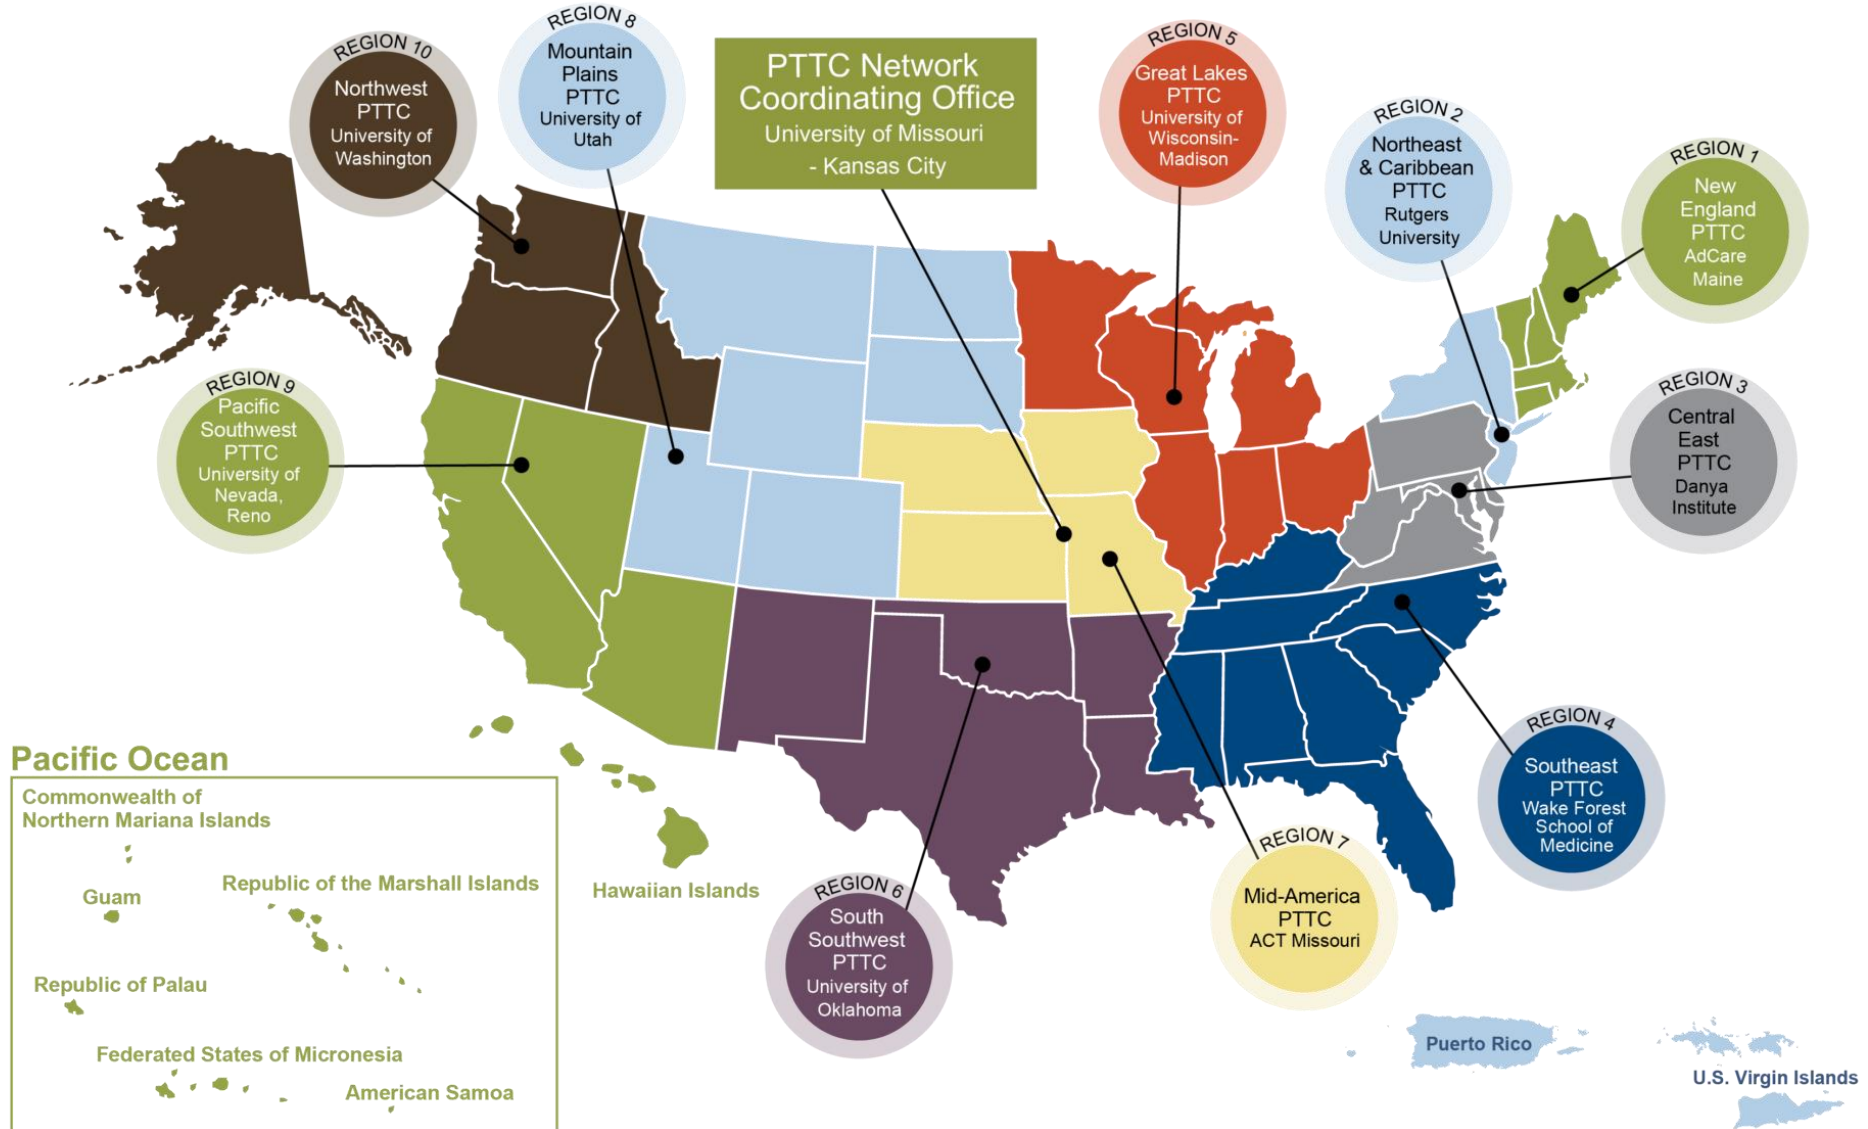 REGION 10
Northwest
PTTC
University of
Washington
REGION 8
Mountain
Plains
PTTC
University of
Utah
PTTC Network
Coordinating Office
University of Missouri
- Kansas City
REGION 5
Great Lakes
PTTC
University of
Wisconsin-
Madison
REGION 2
Northeast
& Caribbean
PTTC
Rutgers
University
REGION 1
New
England
PTTC
AdCare
Maine
REGION 9
Pacific
Southwest
PTTC
University of
Nevada,
Reno
REGION 3
Central
East
PTTC
Danya
Institute
REGION 4
Southeast
PTTC
Wake Forest
School of
Medicine
REGION 7
Mid-America
PTTC
ACT Missouri
REGION 6
South
Southwest
PTTC
University of
Oklahoma
Pacific Ocean
Commonwealth of
Northern Mariana Islands
Guam
Republic of the Marshall Islands
Republic of Palau
Federated States of Micronesia
American Samoa
Hawaiian Islands
Puerto Rico
U.S. Virgin Islands